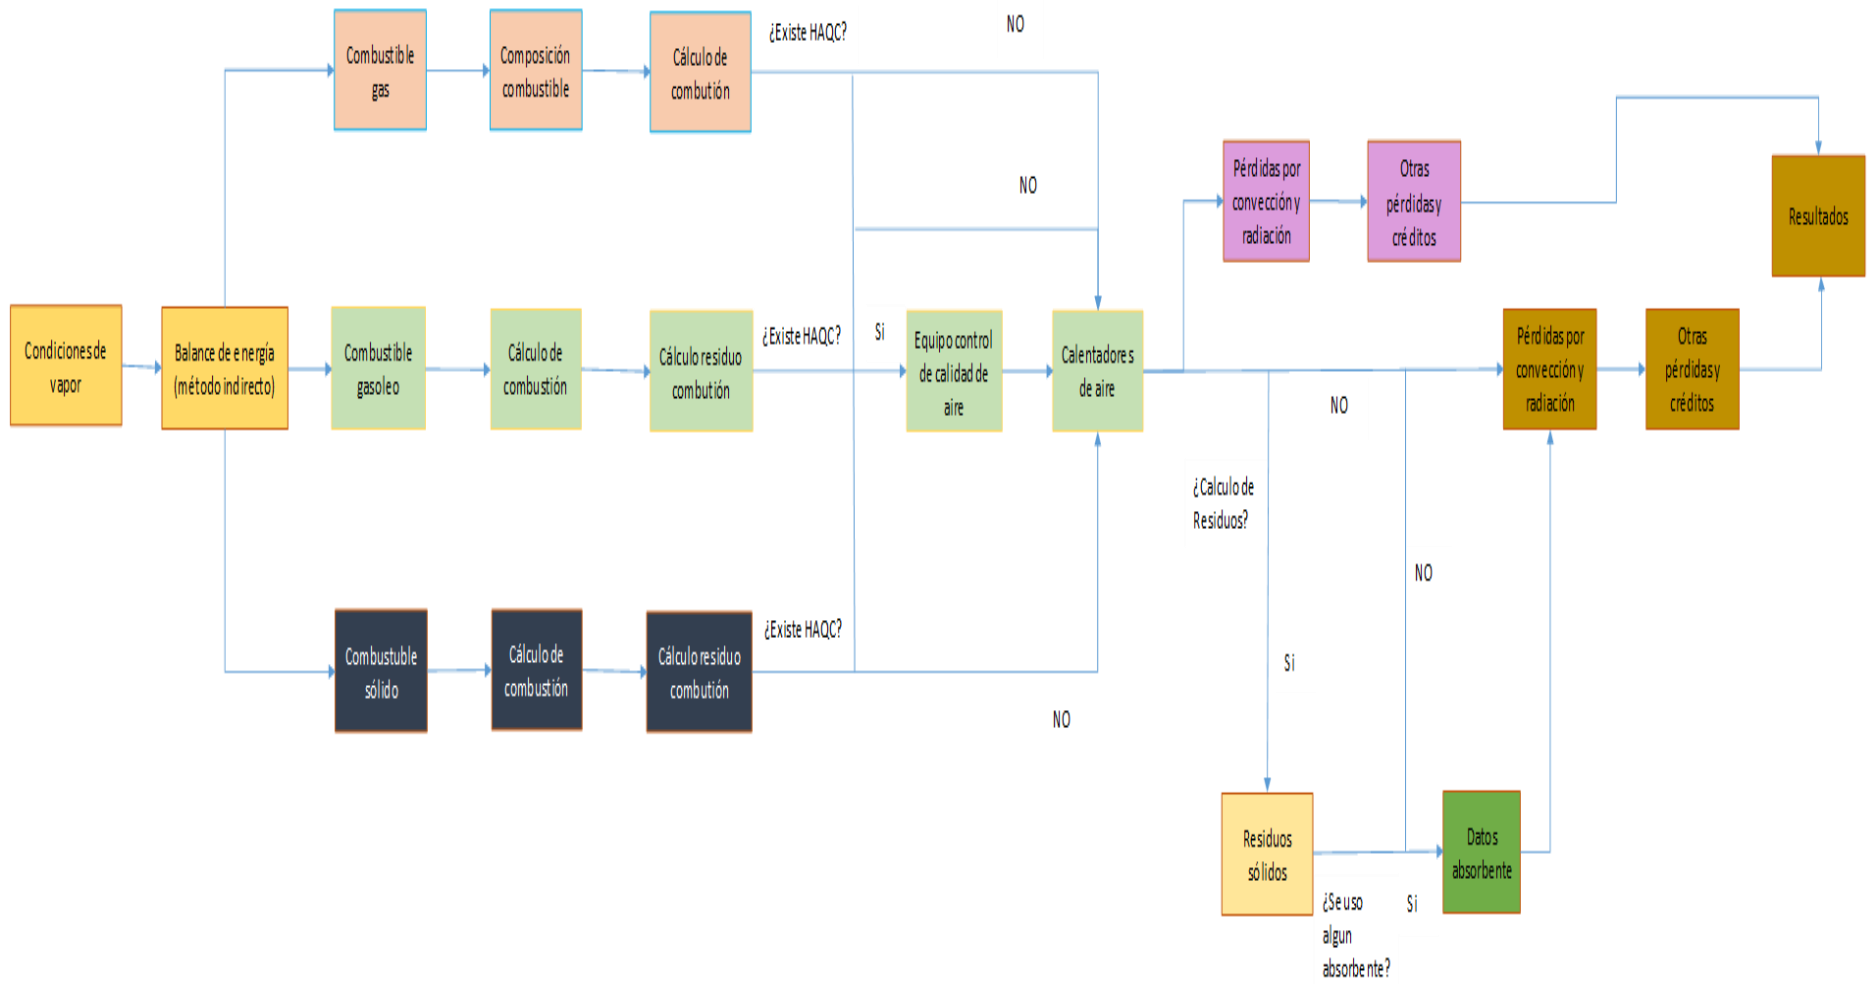 Condiciones de
vapor
Balance de energía
(método indirecto)
Combustible
gas
Composición
combustible
Cálculo de
combutión
¿Existe HAQC?
NO
NO
Combustible
gasoleo
Cálculo de
combustión
Cálculo residuo
combutión
¿Existe HAQC?
Si
Equipo control
de calidad de
aire
Calentadores
de aire
Combustuble
sólido
Cálculo de
combustión
Cálculo residuo
combutión
¿Existe HAQC?
NO
Pérdidas por
convección y
radiación
Otras
pérdidas y
créditos
Resultados
Pérdidas por
convección y
radiación
Otras
pérdidas y
créditos
NO
¿Calculo de
Residuos?
NO
Si
Residuos
sólidos
¿Se uso
algun
absorbente?
Si
Datos
absorbente